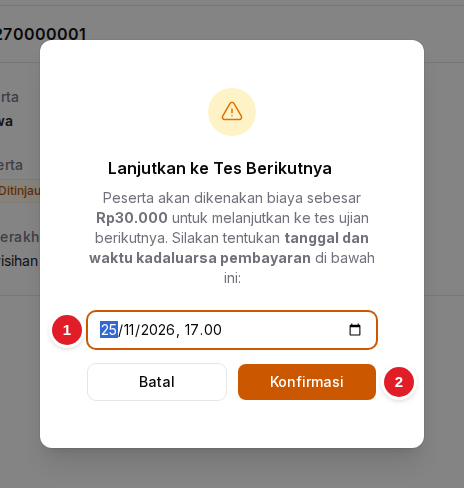 270000001
rta
wa
erta
Ditinjau
erakh
risihan
Lanjutkan ke Tes Berikutnya
Peserta akan dikenakan biaya sebesar
Rp30.000 untuk melanjutkan ke tes ujian
berikutnya. Silakan tentukan tanggal dan
waktu kadaluarsa pembayaran di bawah
ini:
1
25/11/2026, 17.00
Batal
Konfirmasi
2